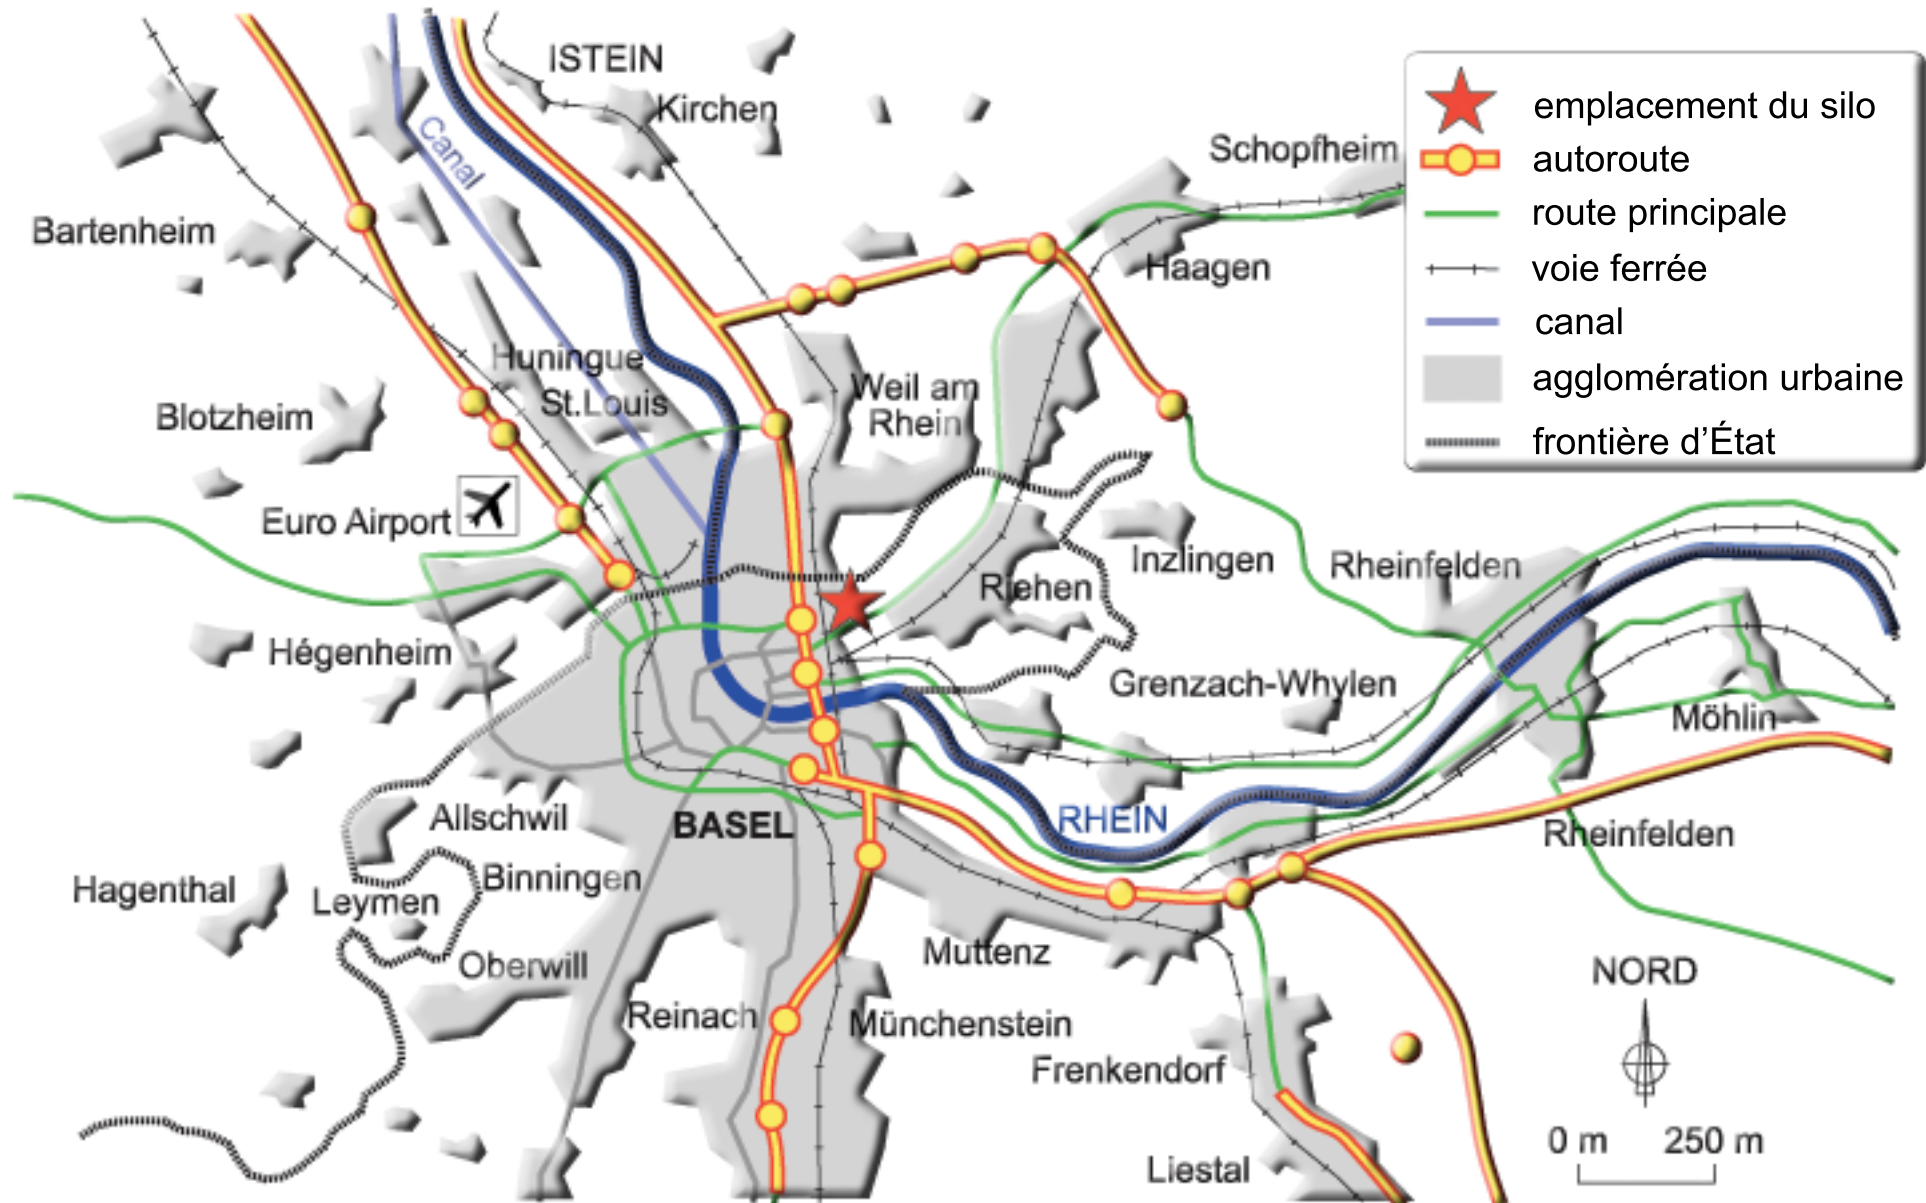 ISTEIN
Kirchen
Canal
Schopfheim
Bartenheim
Haagen
Huningue
St.Louis
Weil am
Rhein
Blotzheim
Euro Airport
Inzlingen
Riehen
Rheinfelden
Hégenheim
Grenzach-Whylen
Möhlin
Allschwil
BASEL
RHEIN
Rheinfelden
Hagenthal
Leymen
Binningen
Oberwill
Muttenz
Reinach
Münchenstein
Frenkendorf
Liestal
emplacement du silo
autoroute
route principale
voie ferrée
canal
agglomération urbaine
frontière d’État
NORD
0 m 250 m